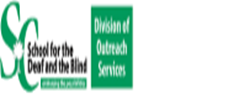 SC
School for the
Deaf and the Blind
Division of
Outreach
Services